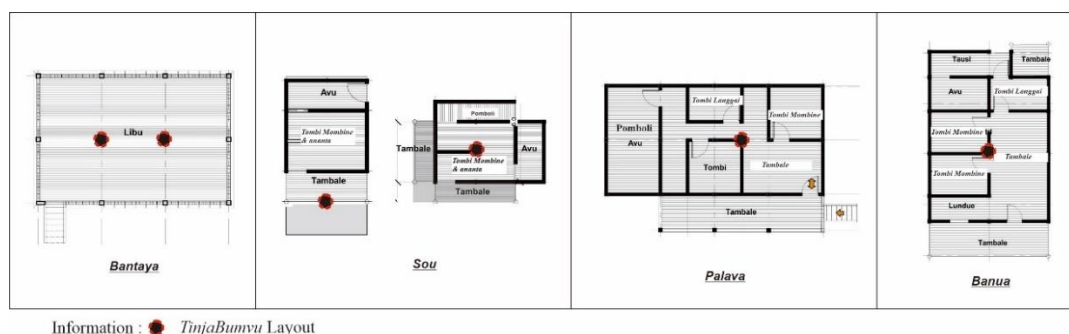 Libu
Bantaya
Avu
Tombi Mombine
& ananta
Tambale
Pomboli
Tambale
Tombi Mombine
& ananta
Avu
Tambale
Sou
Tombi Langgai
Tombi Mombine
Pomboli
Avu
Tombi
Tambale
Tambale
Palava
Tausi
Tambale
Avu
Tombi Langgai
Tombi Mombine
Tambale
Tombi Mombine
Lunduo
Tambale
Banua
Information : TinjaBumvu Layout